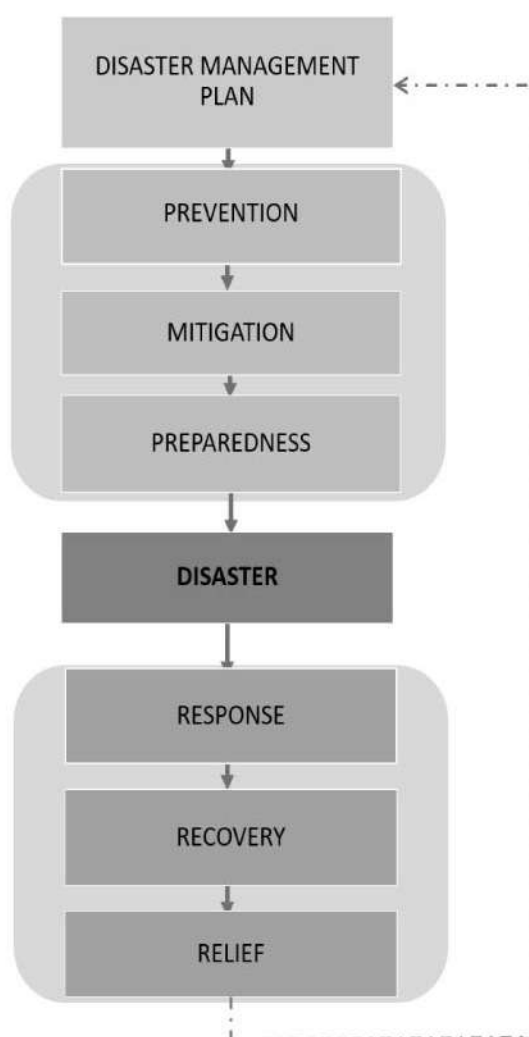 DISASTER MANAGEMENT
PLAN
PREVENTION
MITIGATION
PREPAREDNESS
DISASTER
RESPONSE
RECOVERY
RELIEF